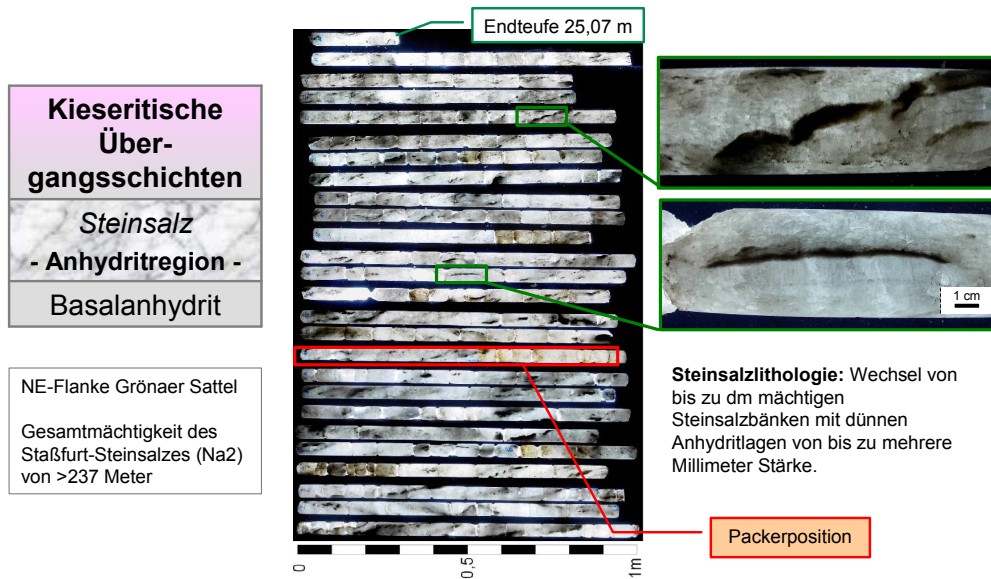 Endteufe 25,07 m
Kieseritische
Über-
gangsschichten
Steinsalz
- Anhydritregion -
Basalanhydrit
NE-Flanke Grönaer Sattel
Gesamtmächtigkeit des
Staßfurt-Steinsalzes (Na2)
von >237 Meter
1 cm
Steinsalzlithologie: Wechsel von
bis zu dm mächtigen
Steinsalzbänken mit dünnen
Anhydritlagen von bis zu mehrere
Millimeter Stärke.
Packerposition
0
0,5
1m